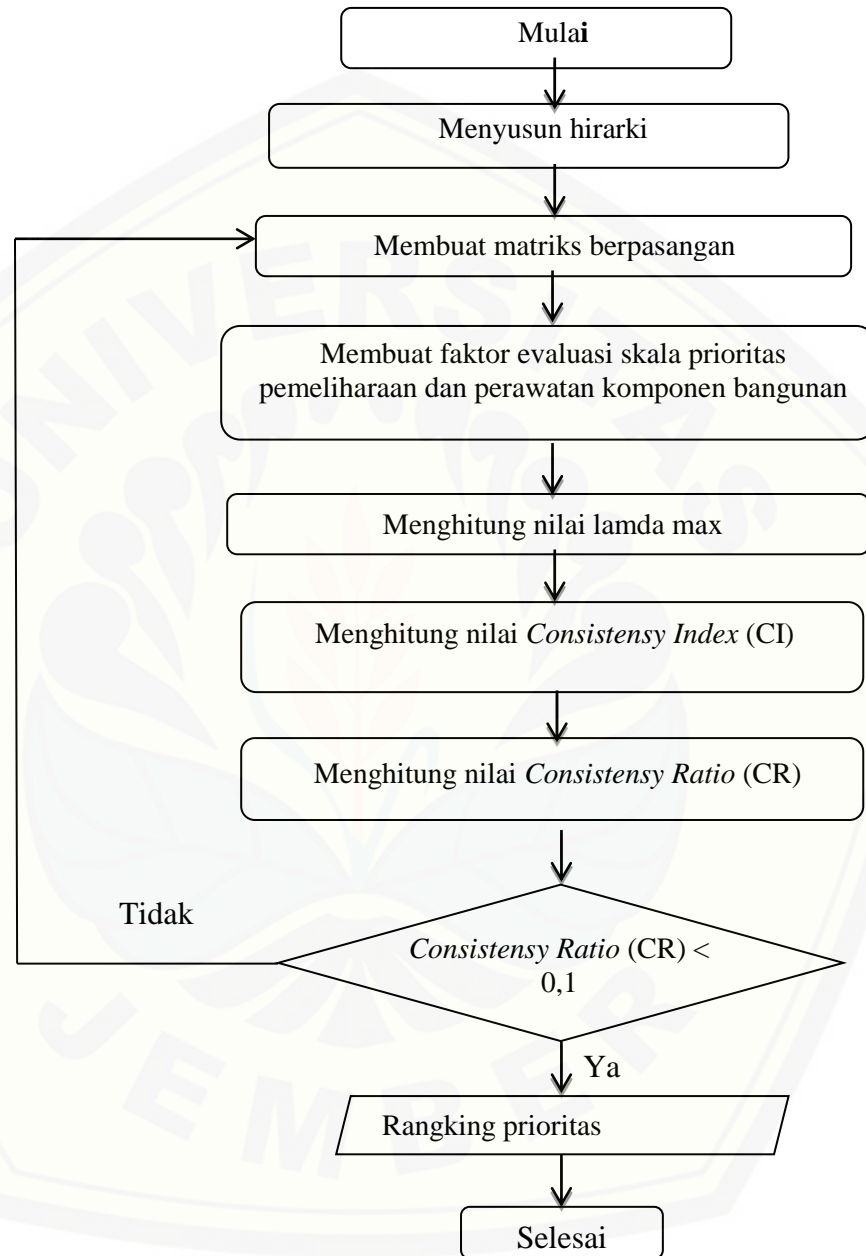 Mulai
Menyusun hirarki
Membuat matriks berpasangan
Membuat faktor evaluasi skala prioritas
pemeliharaan dan perawatan komponen bangunan
Menghitung nilai lamda max
Menghitung nilai Consistensy Index (CI)
Menghitung nilai Consistensy Ratio (CR)
Tidak
Consistensy Ratio (CR) <
0,1
Ya
Rangking prioritas
Selesai
UNIVERSITAS
JEMBER